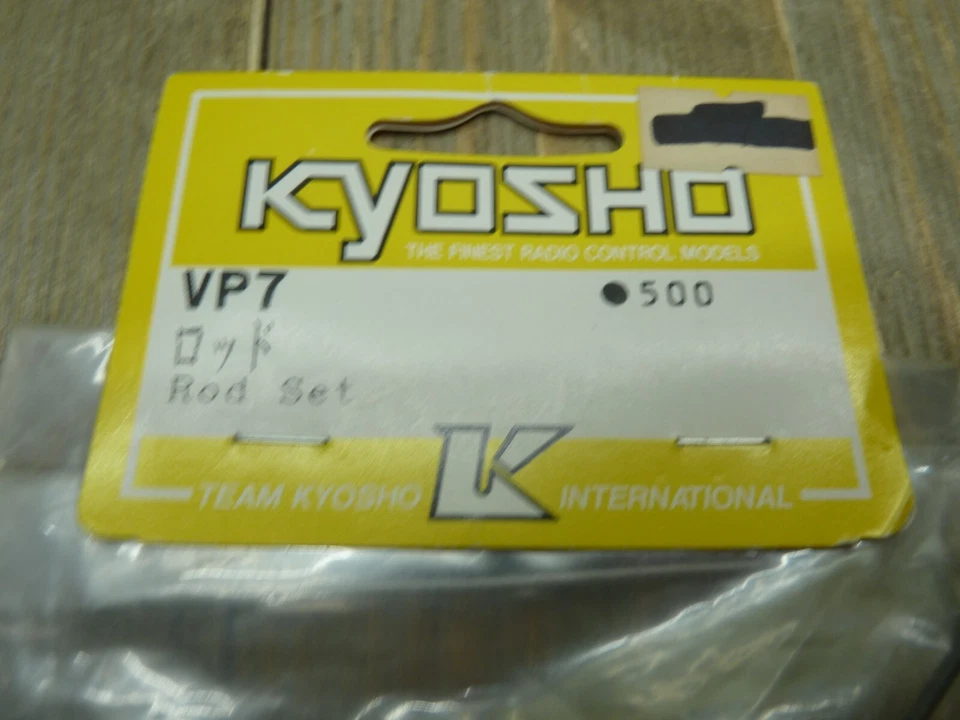 KYOSHO
THE FINEST RADIO CONTROL MODELS
VP7 ●500
ロッド
Rod Set
TEAM KYOSHO K INTERNATIONAL